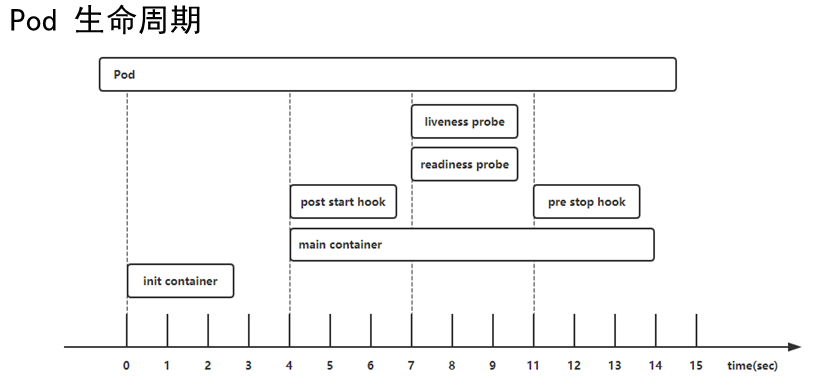 Pod 生命周期
Pod
liveness probe
readiness probe
post start hook
pre stop hook
main container
init container
0 1 2 3 4 5 6 7 8 9 11 12 13 14 15 time(sec)